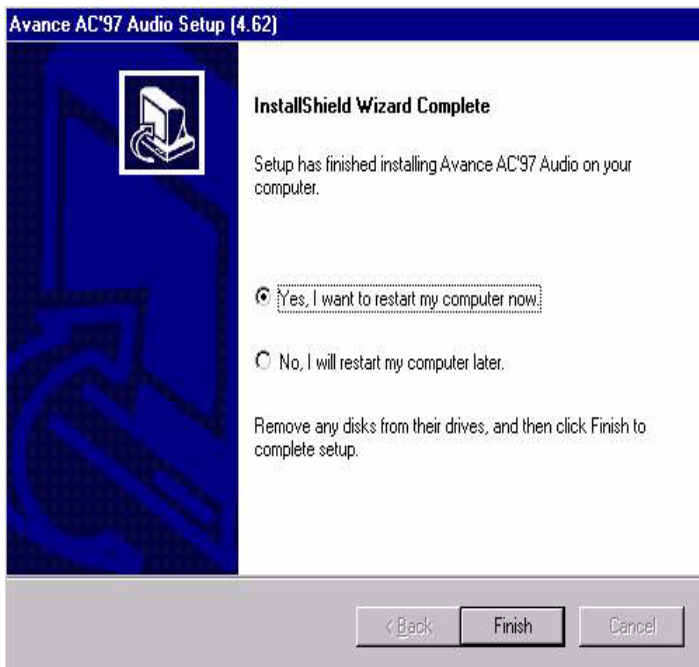 Avance AC'97 Audio Setup (4.62)
InstallShield Wizard Complete
Setup has finished installing Avance AC'97 Audio on your
computer.
Yes, I want to restart my computer now.
No, I will restart my computer later.
Remove any disks from their drives, and then click Finish to
complete setup.
< Back
Finish
Cancel